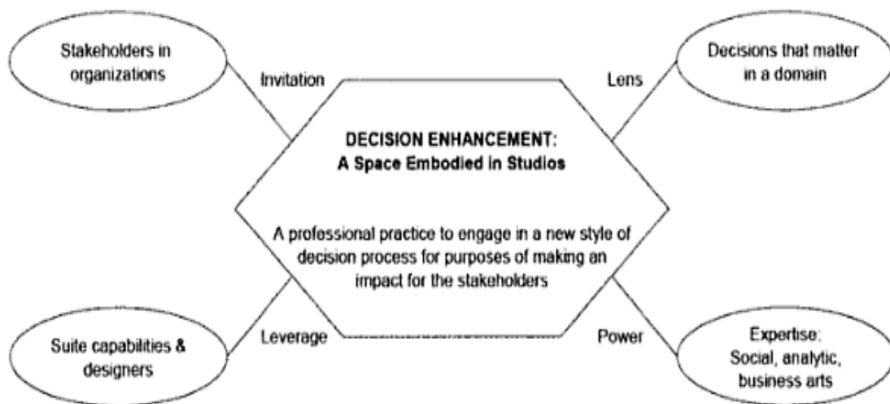 Stakeholders in
organizations
Invitation
Lens
Decisions that matter
in a domain
DECISION ENHANCEMENT:
A Space Embodied in Studios
A professional practice to engage in a new style of
decision process for purposes of making an
impact for the stakeholders
Suite capabilities &
designers
Leverage
Power
Expertise:
Social, analytic,
business arts